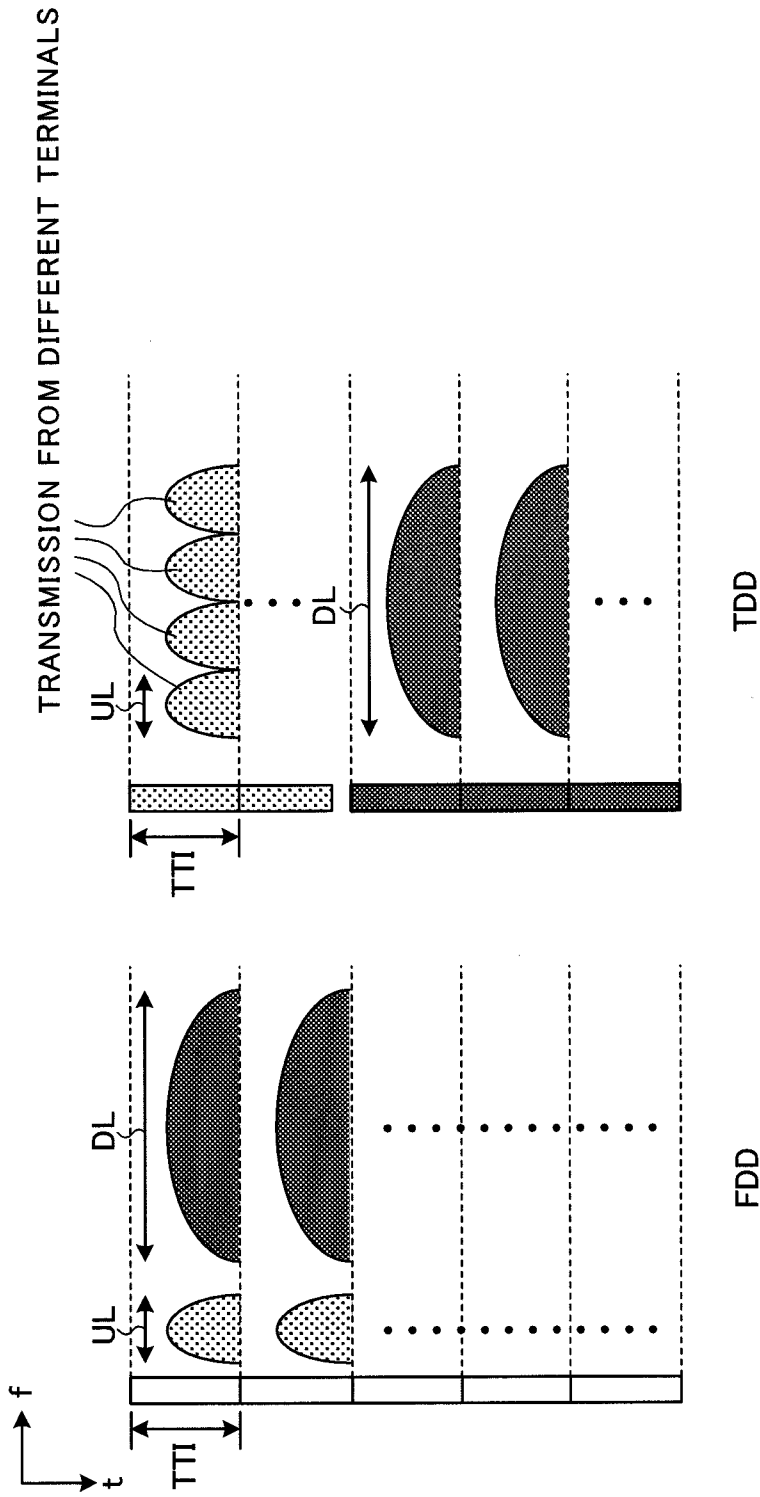 TRANSMISSION FROM DIFFERENT TERMINALS
f
t
TTI
UL
DL
FDD
TTI
UL
DL
TDD